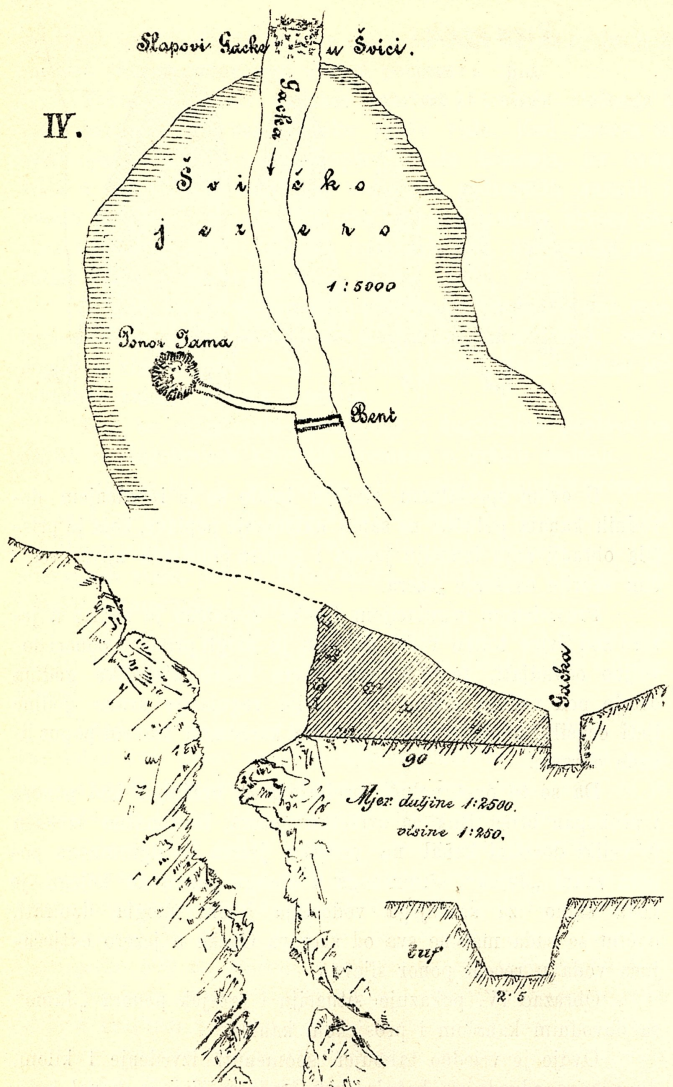 Slapovi Gacke u Švici.
IV.
Gacka
Švičko
jezero
1:5000
Ponor Jama
Bent
Gacka
90
Mjer. duljine 1:2500.
visine 1:250.
tuf
2·5